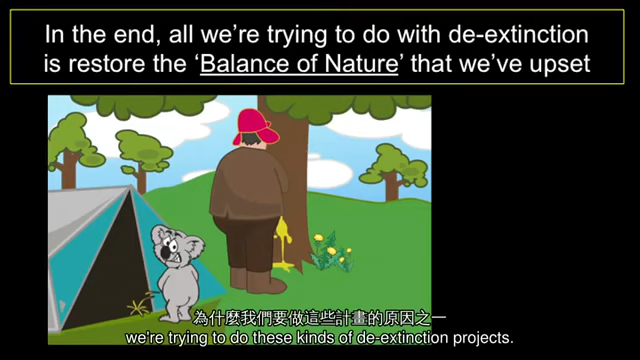 In the end, all we're trying to do with de-extinction
is restore the 'Balance of Nature' that we've upset
為什麼我們要做這些計畫的原因之一
we're trying to do these kinds of de-extinction projects.